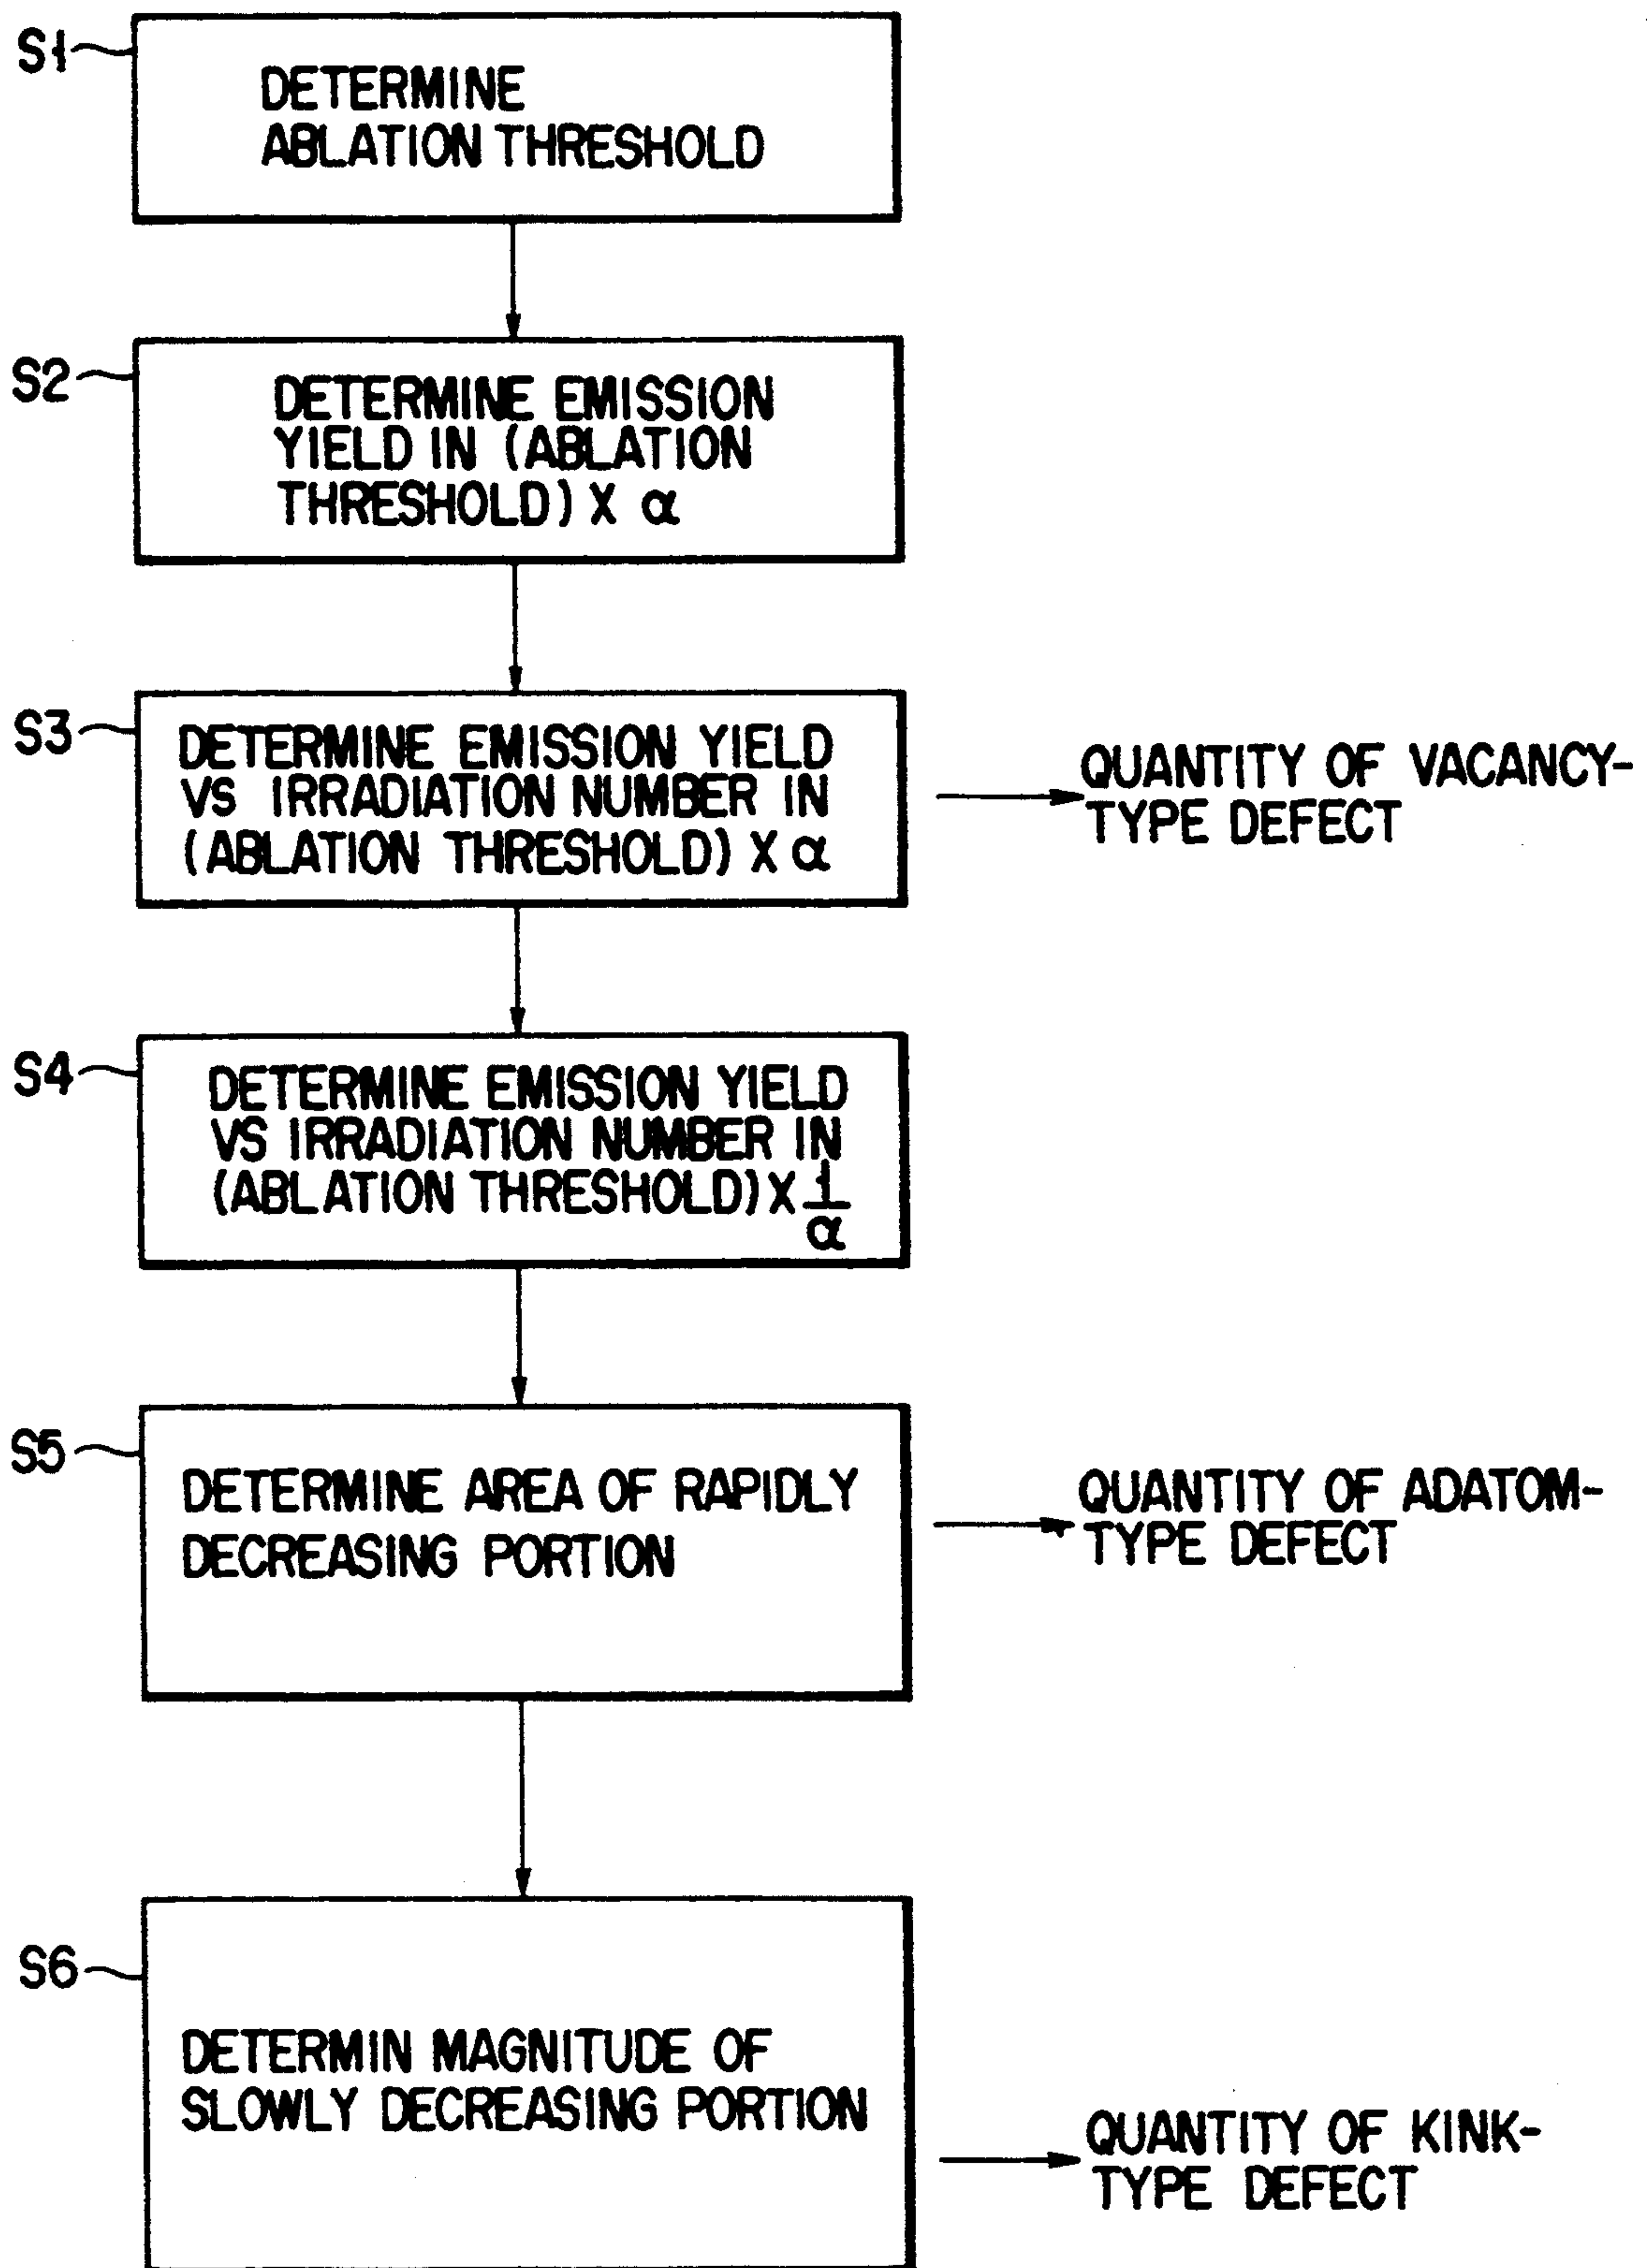 S1
DETERMINE
ABLATION THRESHOLD
S2
DETERMINE EMISSION
YIELD IN (ABLATION
THRESHOLD) X α
S3
DETERMINE EMISSION YIELD
VS IRRADIATION NUMBER IN
(ABLATION THRESHOLD) X α
QUANTITY OF VACANCY-
TYPE DEFECT
S4
DETERMINE EMISSION YIELD
VS IRRADIATION NUMBER IN
(ABLATION THRESHOLD) X 1/α
S5
DETERMINE AREA OF RAPIDLY
DECREASING PORTION
QUANTITY OF ADATOM-
TYPE DEFECT
S6
DETERMIN MAGNITUDE OF
SLOWLY DECREASING PORTION
QUANTITY OF KINK-
TYPE DEFECT